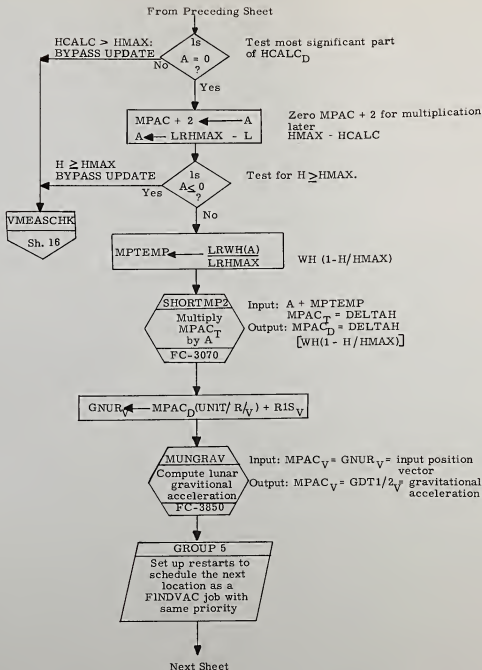 From Preceding Sheet
HCALC > HMAX:
BYPASS UPDATE
No
Is
A = 0
?
Yes
Test most significant part
of HCALC_D
MPAC + 2 ← A
A ← LRHMAX - L
Zero MPAC + 2 for multiplication
later
HMAX - HCALC
H ≥ HMAX
BYPASS UPDATE
Yes
Is
A ≤ 0
?
No
Test for H ≥ HMAX.
VMEASCHK
Sh. 16
MPTEMP ← LRWH(A)
LRHMAX
WH (1-H/HMAX)
SHORTMP2
Multiply
MPAC_T
by A
FC-3070
Input: A + MPTEMP
MPAC_T = DELTAH
Output: MPAC_D = DELTAH
[WH(1 - H/HMAX)]
GNUR_V ← MPAC_D(UNIT/R/_V) + R1S_V
MUNGRAV
Compute lunar
gravitional
acceleration
FC-3850
Input: MPAC_V = GNUR_V = input position
vector
Output: MPAC_V = GDT1/2_V = gravitational
acceleration
GROUP 5
Set up restarts to
schedule the next
location as a
FINDVAC job with
same priority
Next Sheet